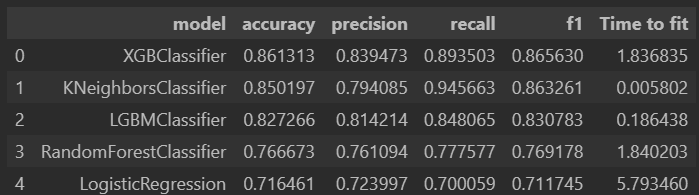 model accuracy precision recall f1 Time to fit
0 XGBClassifier 0.861313 0.839473 0.893503 0.865630 1.836835
1 KNeighborsClassifier 0.850197 0.794085 0.945663 0.863261 0.005802
2 LGBMClassifier 0.827266 0.814214 0.848065 0.830783 0.186438
3 RandomForestClassifier 0.766673 0.761094 0.777577 0.769178 1.840203
4 LogisticRegression 0.716461 0.723997 0.700059 0.711745 5.793460